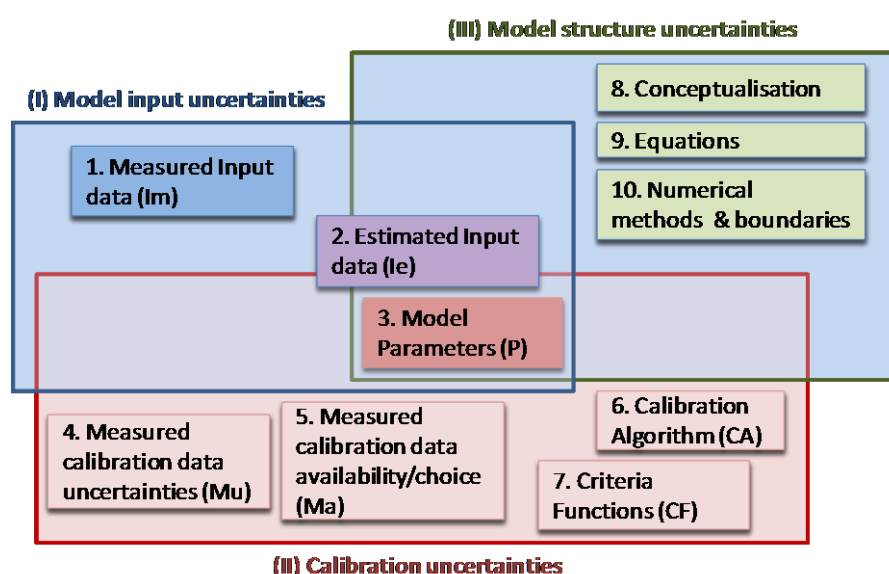 (III) Model structure uncertainties
(I) Model input uncertainties
8. Conceptualisation
9. Equations
10. Numerical
methods & boundaries
1. Measured Input
data (Im)
2. Estimated Input
data (Ie)
3. Model
Parameters (P)
4. Measured
calibration data
uncertainties (Mu)
5. Measured
calibration data
availability/choice
(Ma)
6. Calibration
Algorithm (CA)
7. Criteria
Functions (CF)
(II) Calibration uncertainties